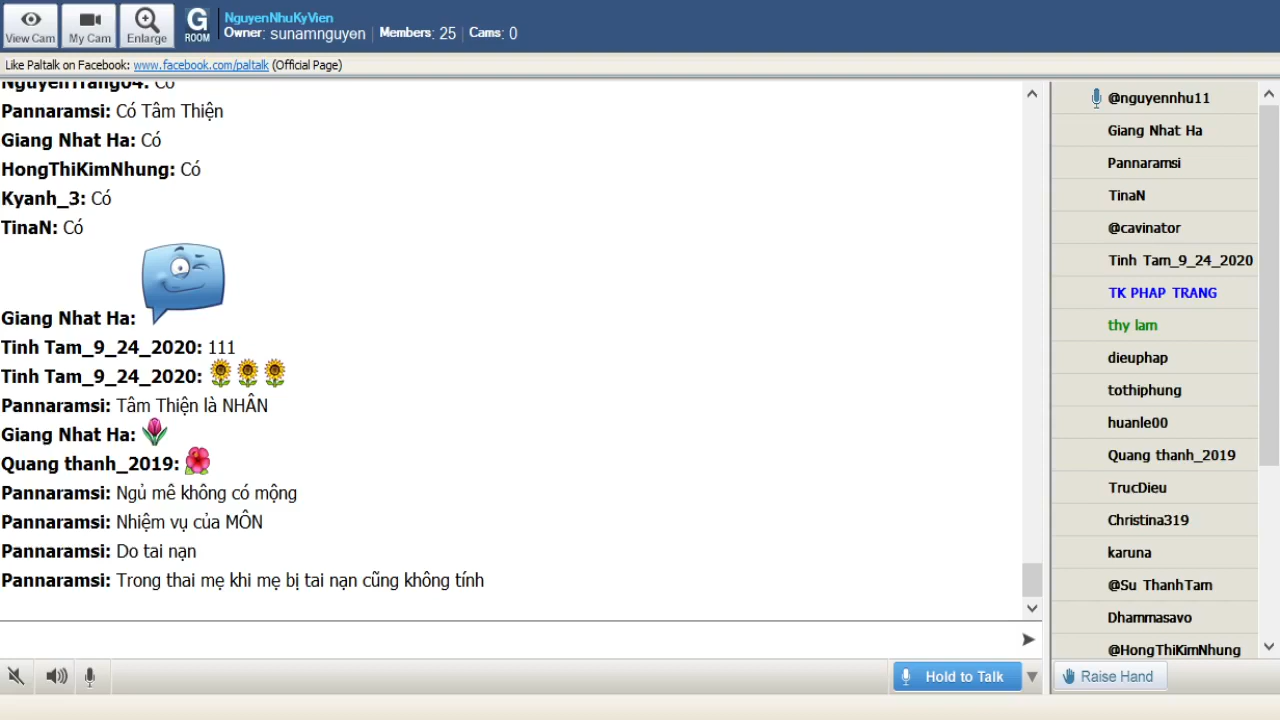 View Cam
My Cam
Enlarge
G
ROOM
NguyenNhuKyVien
Owner: sunamnguyen | Members: 25 | Cams: 0
Like Paltalk on Facebook: www.facebook.com/paltalk (Official Page)
NguyenTrang64: Có
Pannaramsi: Có Tâm Thiện
Giang Nhat Ha: Có
HongThiKimNhung: Có
Kyanh_3: Có
TinaN: Có
Giang Nhat Ha:
Tinh Tam_9_24_2020: 111
Tinh Tam_9_24_2020:
Pannaramsi: Tâm Thiện là NHÂN
Giang Nhat Ha:
Quang thanh_2019:
Pannaramsi: Ngủ mê không có mộng
Pannaramsi: Nhiệm vụ của MÔN
Pannaramsi: Do tai nạn
Pannaramsi: Trong thai mẹ khi mẹ bị tai nạn cũng không tính
Hold to Talk
@nguyennhu11
Giang Nhat Ha
Pannaramsi
TinaN
@cavinator
Tinh Tam_9_24_2020
TK PHAP TRANG
thy lam
dieuphap
tothiphung
huanle00
Quang thanh_2019
TrucDieu
Christina319
karuna
@Su ThanhTam
Dhammasavo
@HongThiKimNhung
Raise Hand